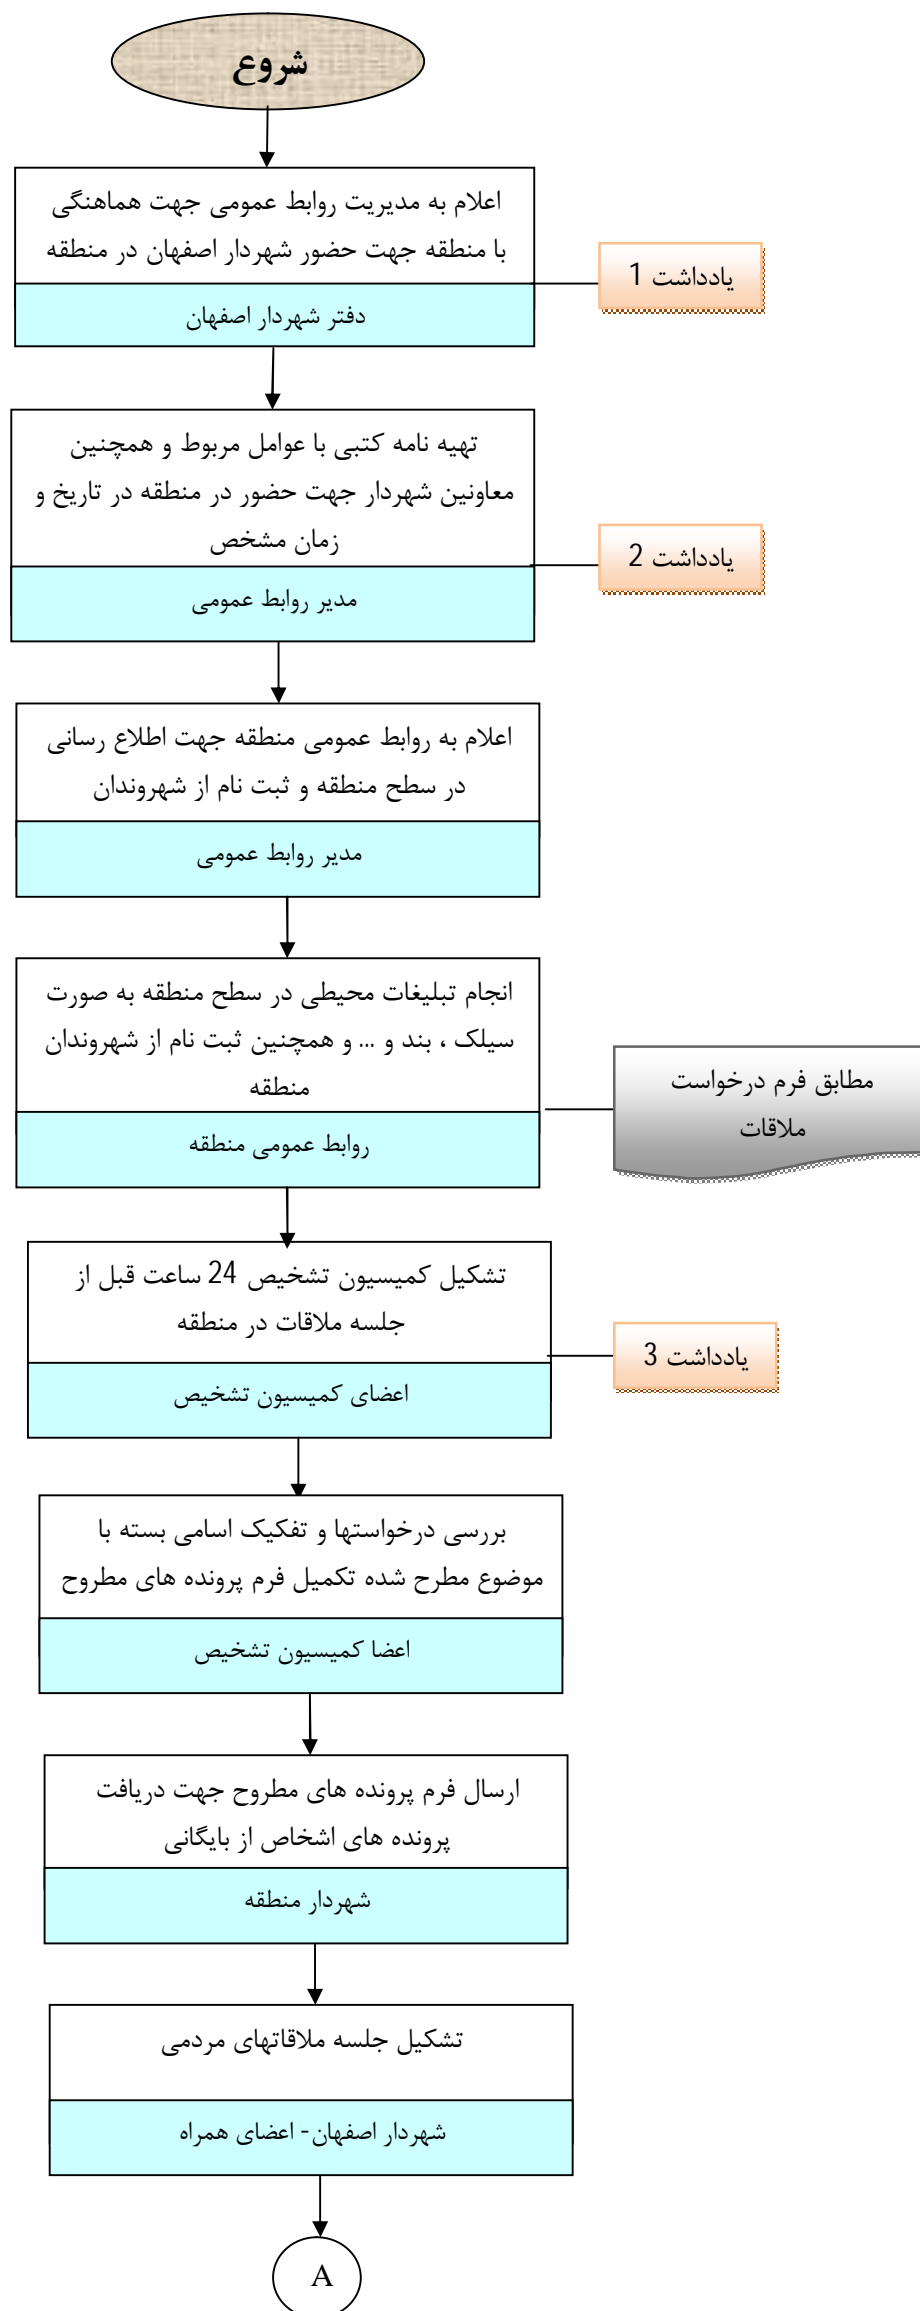 شروع
اعلام به مدیریت روابط عمومی جهت هماهنگی
با منطقه جهت حضور شهردار اصفهان در منطقه
دفتر شهردار اصفهان
یادداشت 1
تهیه نامه کتبی با عوامل مربوط و همچنین
معاونین شهردار جهت حضور در منطقه در تاریخ و
زمان مشخص
مدیر روابط عمومی
یادداشت 2
اعلام به روابط عمومی منطقه جهت اطلاع رسانی
در سطح منطقه و ثبت نام از شهروندان
مدیر روابط عمومی
انجام تبلیغات محیطی در سطح منطقه به صورت
سیلک ، بند و ... و همچنین ثبت نام از شهروندان
منطقه
روابط عمومی منطقه
مطابق فرم درخواست
ملاقات
تشکیل کمیسیون تشخیص 24 ساعت قبل از
جلسه ملاقات در منطقه
اعضای کمیسیون تشخیص
یادداشت 3
بررسی درخواستها و تفکیک اسامی بسته با
موضوع مطرح شده تکمیل فرم پرونده های مطروح
اعضا کمیسیون تشخیص
ارسال فرم پرونده های مطروح جهت دریافت
پرونده های اشخاص از بایگانی
شهردار منطقه
تشکیل جلسه ملاقاتهای مردمی
شهردار اصفهان- اعضای همراه
A